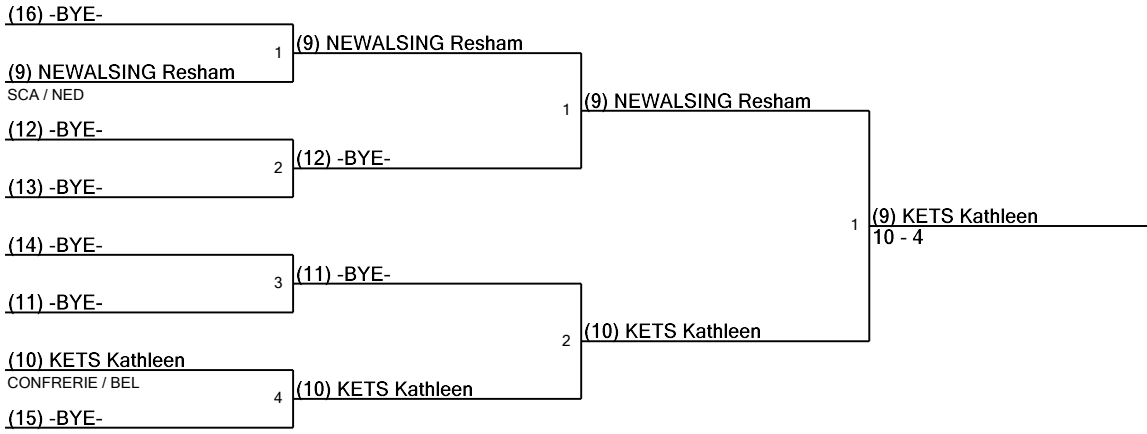 (16) -BYE-
1
(9) NEWALSING Resham
(9) NEWALSING Resham
SCA / NED
1
(9) NEWALSING Resham
(12) -BYE-
2
(12) -BYE-
(13) -BYE-
1
(9) KETS Kathleen
10 - 4
(14) -BYE-
3
(11) -BYE-
(11) -BYE-
2
(10) KETS Kathleen
(10) KETS Kathleen
CONFRERIE / BEL
4
(10) KETS Kathleen
(15) -BYE-